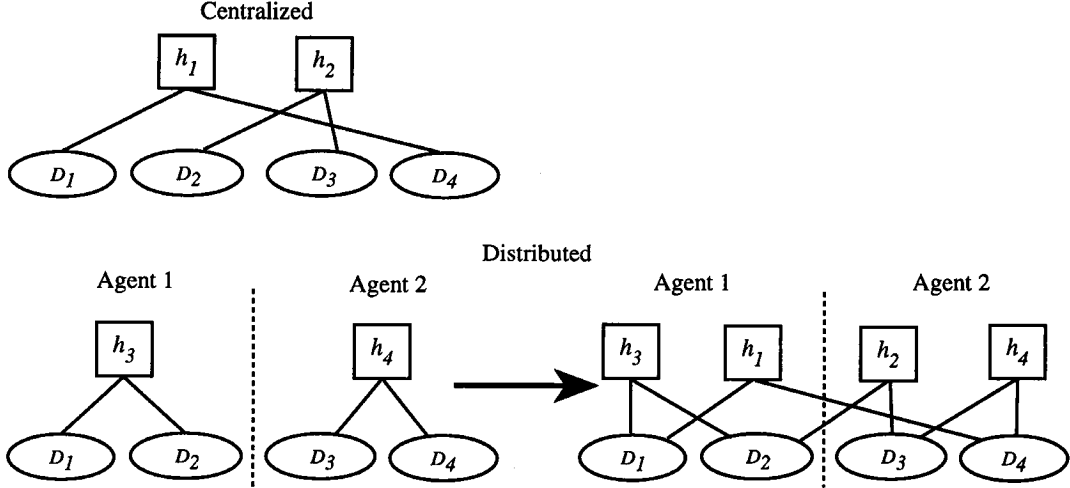 Centralized
h1 h2
D1 D2 D3 D4
Distributed
Agent 1 Agent 2 Agent 1 Agent 2
h3 h4 h3 h1 h2 h4
D1 D2 D3 D4 D1 D2 D3 D4